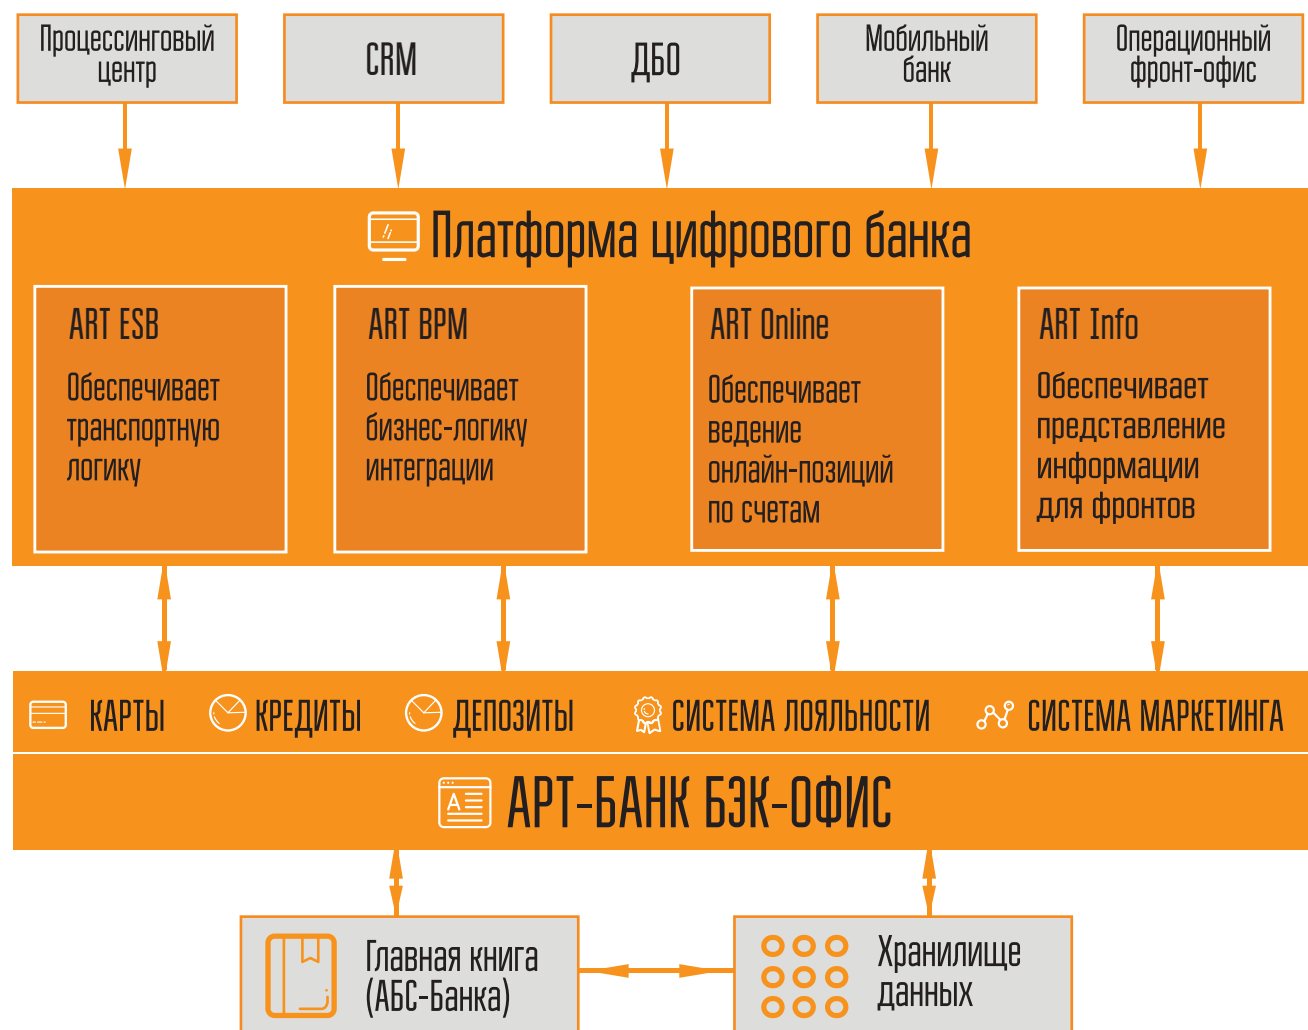 Процессинговый
центр
CRM
ДБО
Мобильный
банк
Операционный
фронт-офис
Платформа цифрового банка
ART ESB
Обеспечивает
транспортную
логику
ART BPM
Обеспечивает
бизнес-логику
интеграции
ART Online
Обеспечивает
ведение
онлайн-позиций
по счетам
ART Info
Обеспечивает
представление
информации
для фронтов
КАРТЫ
КРЕДИТЫ
ДЕПОЗИТЫ
СИСТЕМА ЛОЯЛЬНОСТИ
СИСТЕМА МАРКЕТИНГА
АРТ-БАНК БЭК-ОФИС
Главная книга
(АБС-Банка)
Хранилище
данных